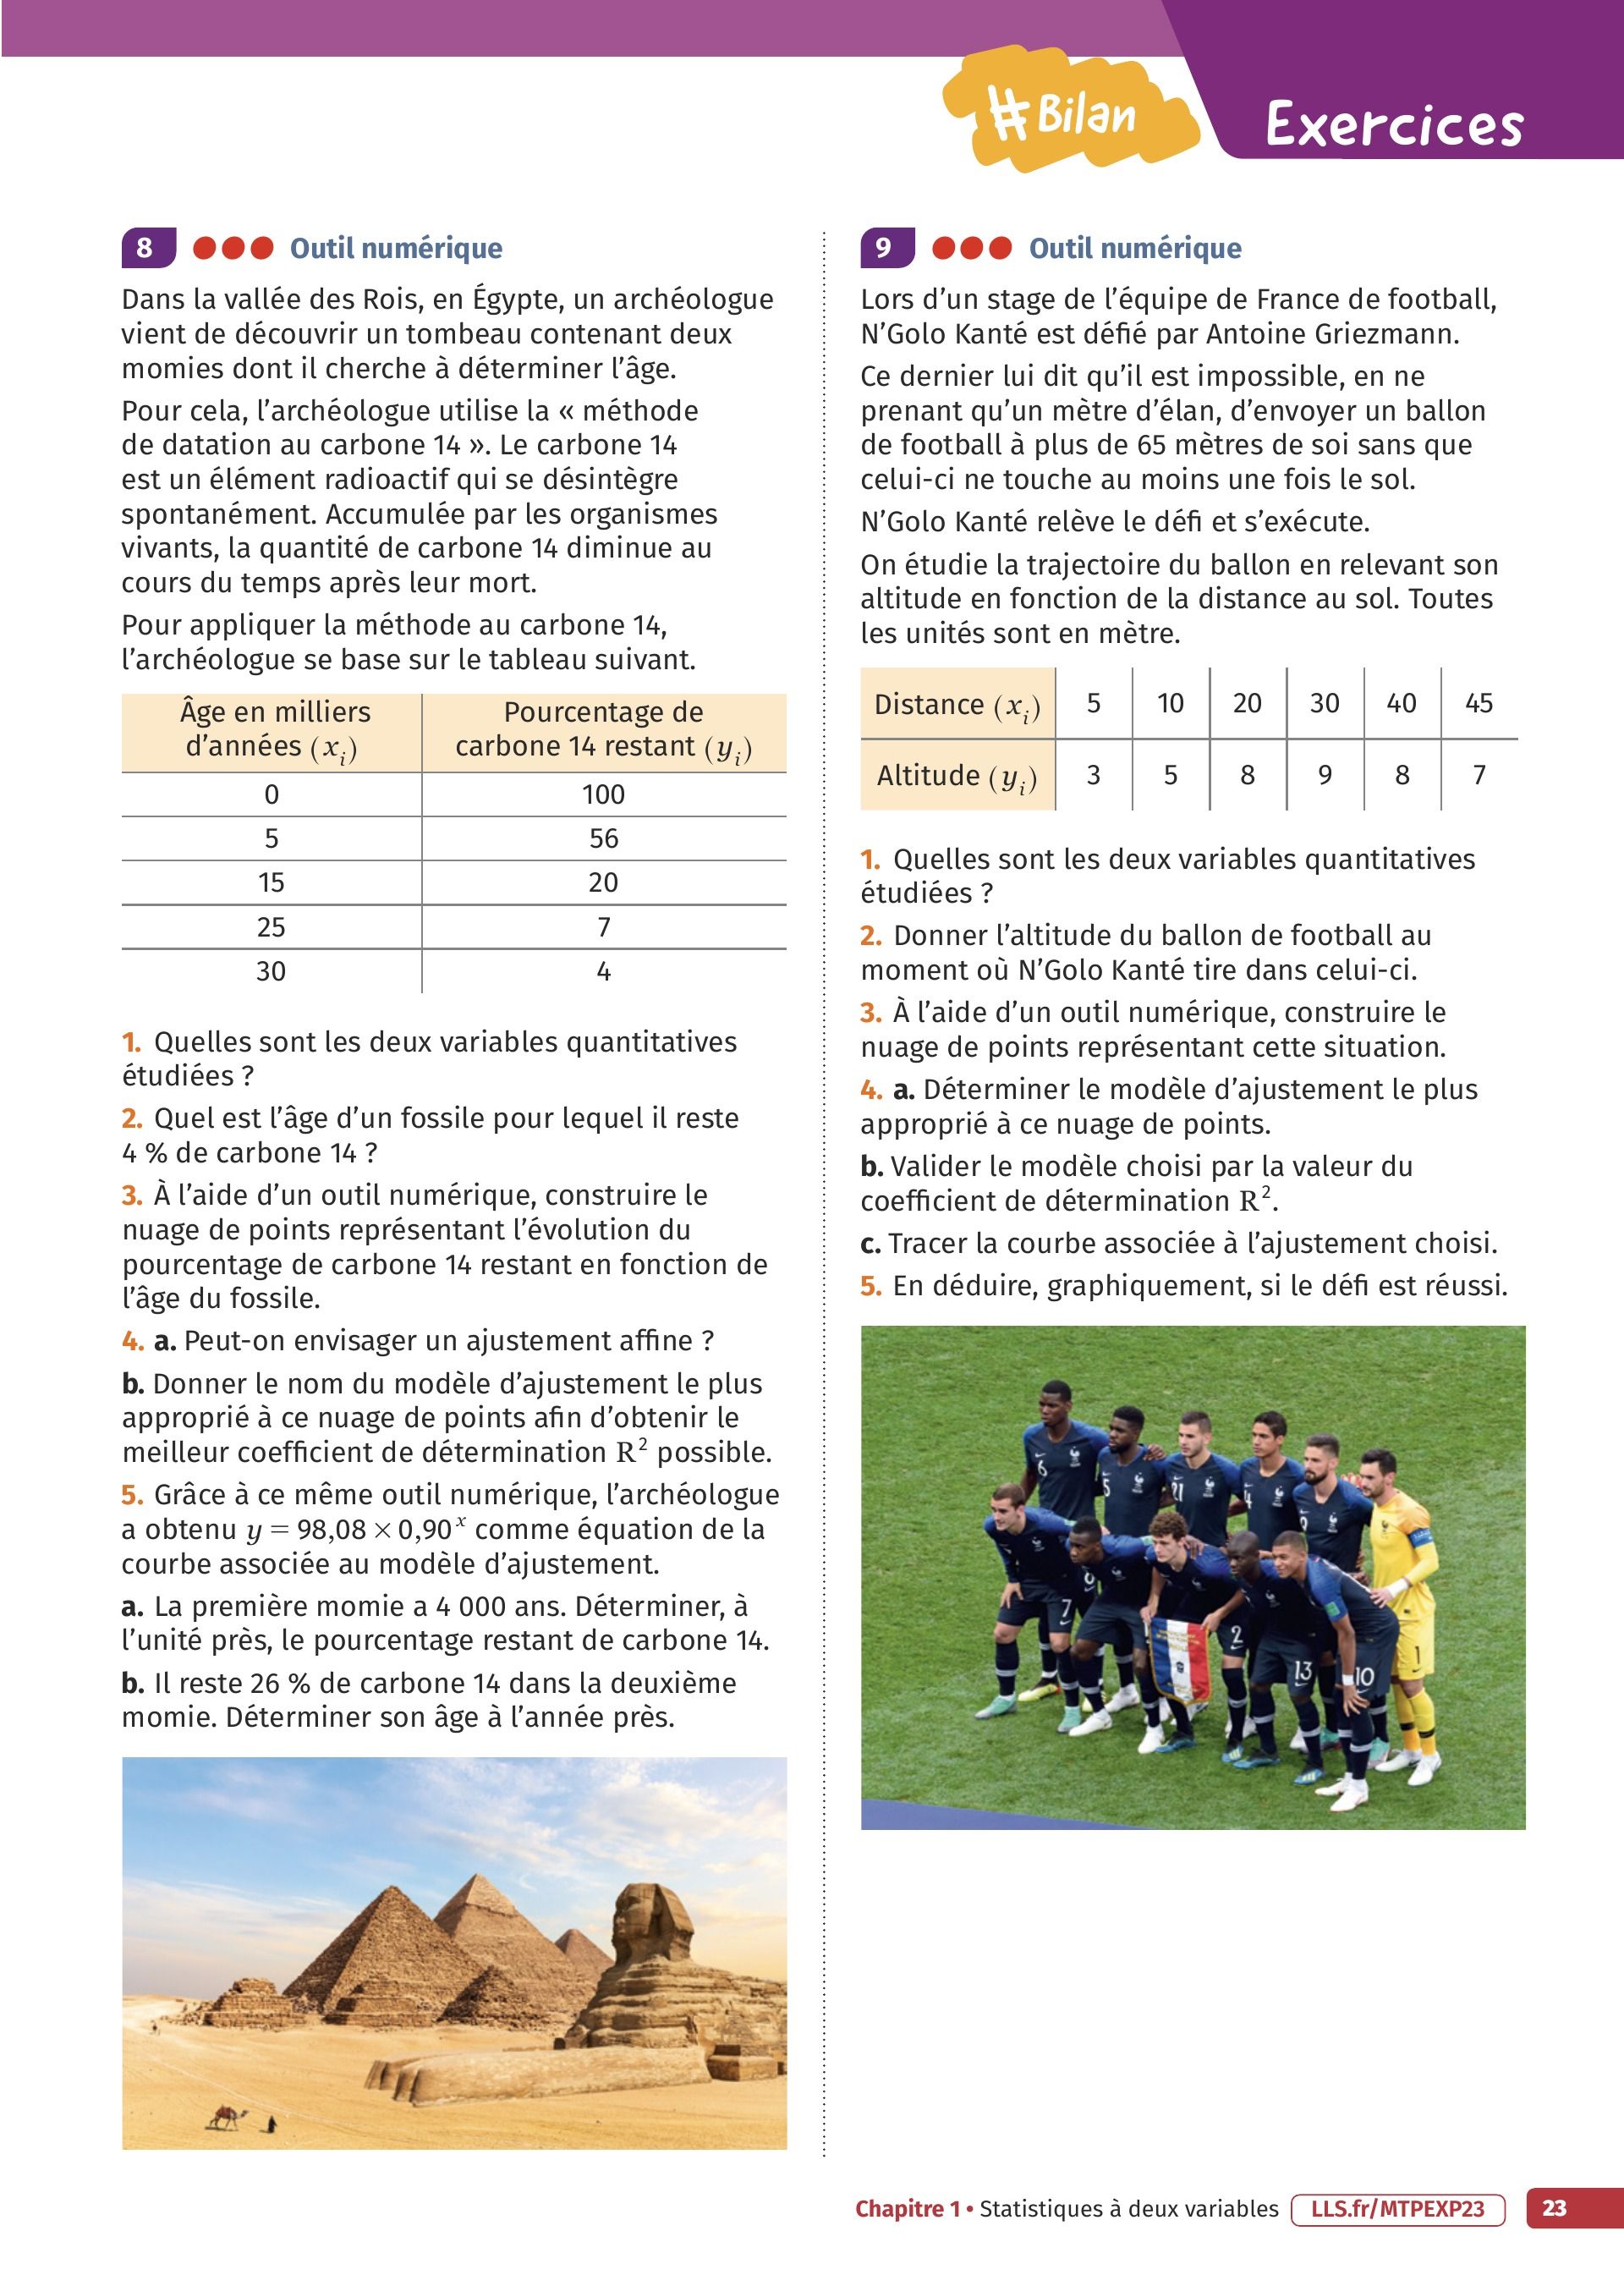 #Bilan
Exercices
8 Outil numérique
Dans la vallée des Rois, en Égypte, un archéologue
vient de découvrir un tombeau contenant deux
momies dont il cherche à déterminer l’âge.
Pour cela, l’archéologue utilise la « méthode
de datation au carbone 14 ». Le carbone 14
est un élément radioactif qui se désintègre
spontanément. Accumulée par les organismes
vivants, la quantité de carbone 14 diminue au
cours du temps après leur mort.
Pour appliquer la méthode au carbone 14,
l’archéologue se base sur le tableau suivant.
Âge en milliers d’années (xᵢ) Pourcentage de carbone 14 restant (yᵢ)
0 100
5 56
15 20
25 7
30 4
1. Quelles sont les deux variables quantitatives
étudiées ?
2. Quel est l’âge d’un fossile pour lequel il reste
4 % de carbone 14 ?
3. À l’aide d’un outil numérique, construire le
nuage de points représentant l’évolution du
pourcentage de carbone 14 restant en fonction de
l’âge du fossile.
4. a. Peut-on envisager un ajustement affine ?
b. Donner le nom du modèle d’ajustement le plus
approprié à ce nuage de points afin d’obtenir le
meilleur coefficient de détermination R² possible.
5. Grâce à ce même outil numérique, l’archéologue
a obtenu y = 98,08 × 0,90ˣ comme équation de la
courbe associée au modèle d’ajustement.
a. La première momie a 4 000 ans. Déterminer, à
l’unité près, le pourcentage restant de carbone 14.
b. Il reste 26 % de carbone 14 dans la deuxième
momie. Déterminer son âge à l’année près.
9 Outil numérique
Lors d’un stage de l’équipe de France de football,
N’Golo Kanté est défié par Antoine Griezmann.
Ce dernier lui dit qu’il est impossible, en ne
prenant qu’un mètre d’élan, d’envoyer un ballon
de football à plus de 65 mètres de soi sans que
celui-ci ne touche au moins une fois le sol.
N’Golo Kanté relève le défi et s’exécute.
On étudie la trajectoire du ballon en relevant son
altitude en fonction de la distance au sol. Toutes
les unités sont en mètre.
Distance (xᵢ) 5 10 20 30 40 45
Altitude (yᵢ) 3 5 8 9 8 7
1. Quelles sont les deux variables quantitatives
étudiées ?
2. Donner l’altitude du ballon de football au
moment où N’Golo Kanté tire dans celui-ci.
3. À l’aide d’un outil numérique, construire le
nuage de points représentant cette situation.
4. a. Déterminer le modèle d’ajustement le plus
approprié à ce nuage de points.
b. Valider le modèle choisi par la valeur du
coefficient de détermination R².
c. Tracer la courbe associée à l’ajustement choisi.
5. En déduire, graphiquement, si le défi est réussi.
6
5
21
4
9
7
2
13
10
1
Chapitre 1 • Statistiques à deux variables LLS.fr/MTPEXP23 23